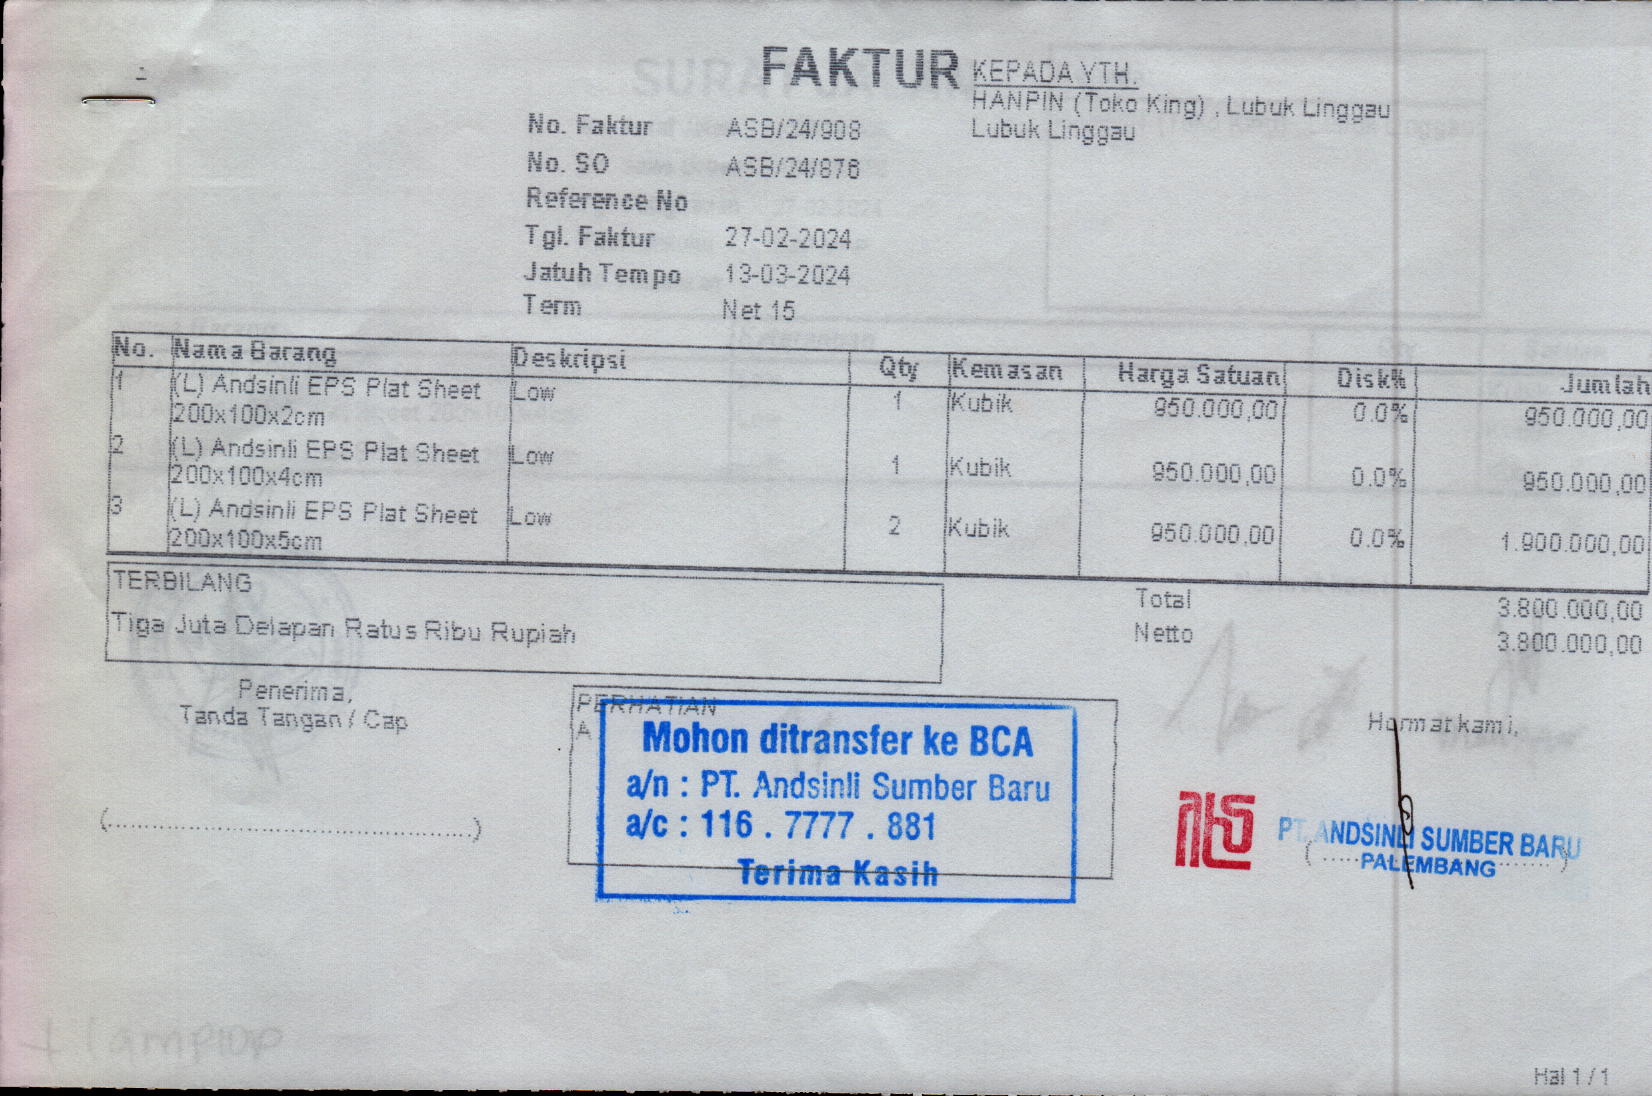 FAKTUR
KEPADA YTH.
HANPIN (Toko King) , Lubuk Linggau
Lubuk Linggau
No. Faktur ASB/24/908
No. SO ASB/24/876
Reference No
Tgl. Faktur 27-02-2024
Jatuh Tempo 13-03-2024
Term Net 15
No. Nama Barang Deskripsi Qty Kemasan Harga Satuan Disk% Jumlah
1 (L) Andsinli EPS Plat Sheet Low 1 Kubik 950.000,00 0.0% 950.000,00
200x100x2cm
2 (L) Andsinli EPS Plat Sheet Low 1 Kubik 950.000,00 0.0% 950.000,00
200x100x4cm
3 (L) Andsinli EPS Plat Sheet Low 2 Kubik 950.000,00 0.0% 1.900.000,00
200x100x5cm
TERBILANG
Tiga Juta Delapan Ratus Ribu Rupiah
Total 3.800.000,00
Netto 3.800.000,00
Penerima,
Tanda Tangan / Cap
PERHATIAN
A
Mohon ditransfer ke BCA
a/n : PT. Andsinli Sumber Baru
a/c : 116 . 7777 . 881
Terima Kasih
Hormat kami,
PT. ANDSINLI SUMBER BARU
PALEMBANG
Hal 1 / 1